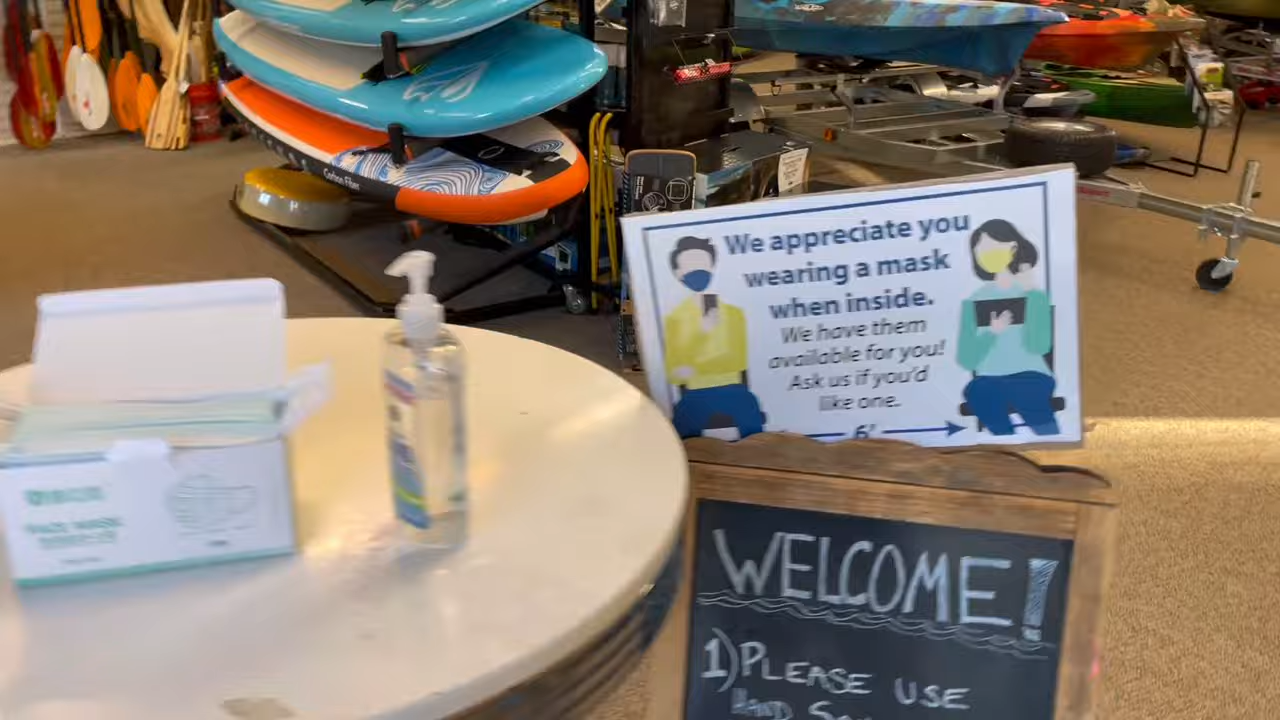 Carbon Fiber
We appreciate you
wearing a mask
when inside.
We have them
available for you!
Ask us if you'd
like one.
6'
WELCOME!
1) PLEASE USE
HAND